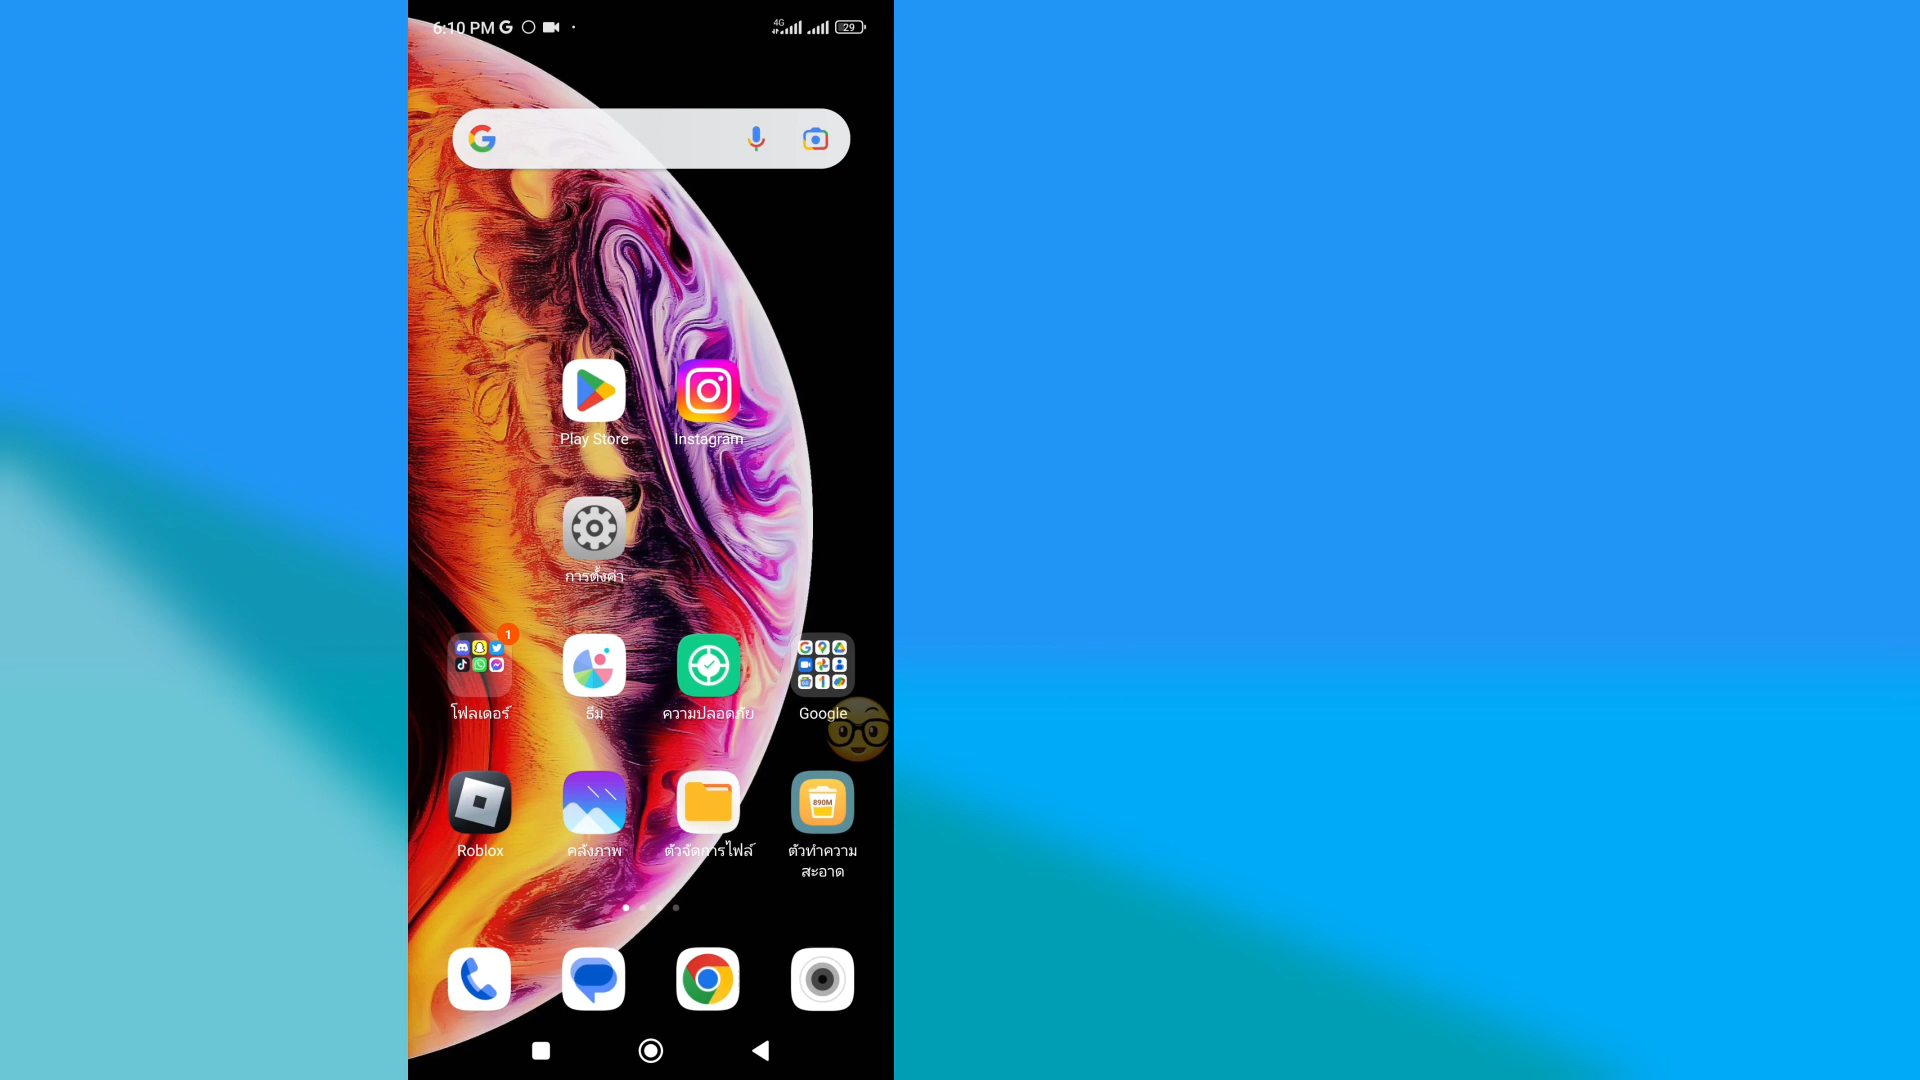 6:10 PM
4G
29
Play Store
Instagram
การตั้งค่า
1
โฟลเดอร์
ธีม
ความปลอดภัย
Google
890M
Roblox
คลังภาพ
ตัวจัดการไฟล์
ตัวทำความ
สะอาด